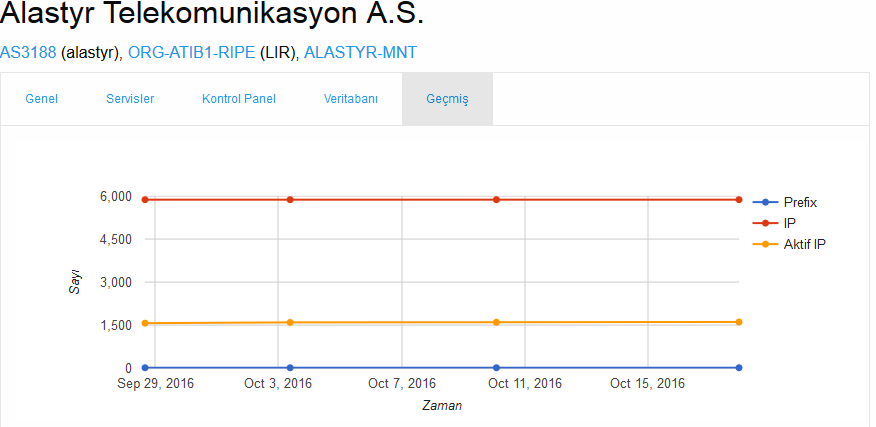 Alastyr Telekomunikasyon A.S.
AS3188 (alastyr), ORG-ATIB1-RIPE (LIR), ALASTYR-MNT
Genel Servisler Kontrol Panel Veritabanı Geçmiş
6,000
4,500
3,000
1,500
0
Sayı
Sep 29, 2016 Oct 3, 2016 Oct 7, 2016 Oct 11, 2016 Oct 15, 2016
Zaman
Prefix
IP
Aktif IP